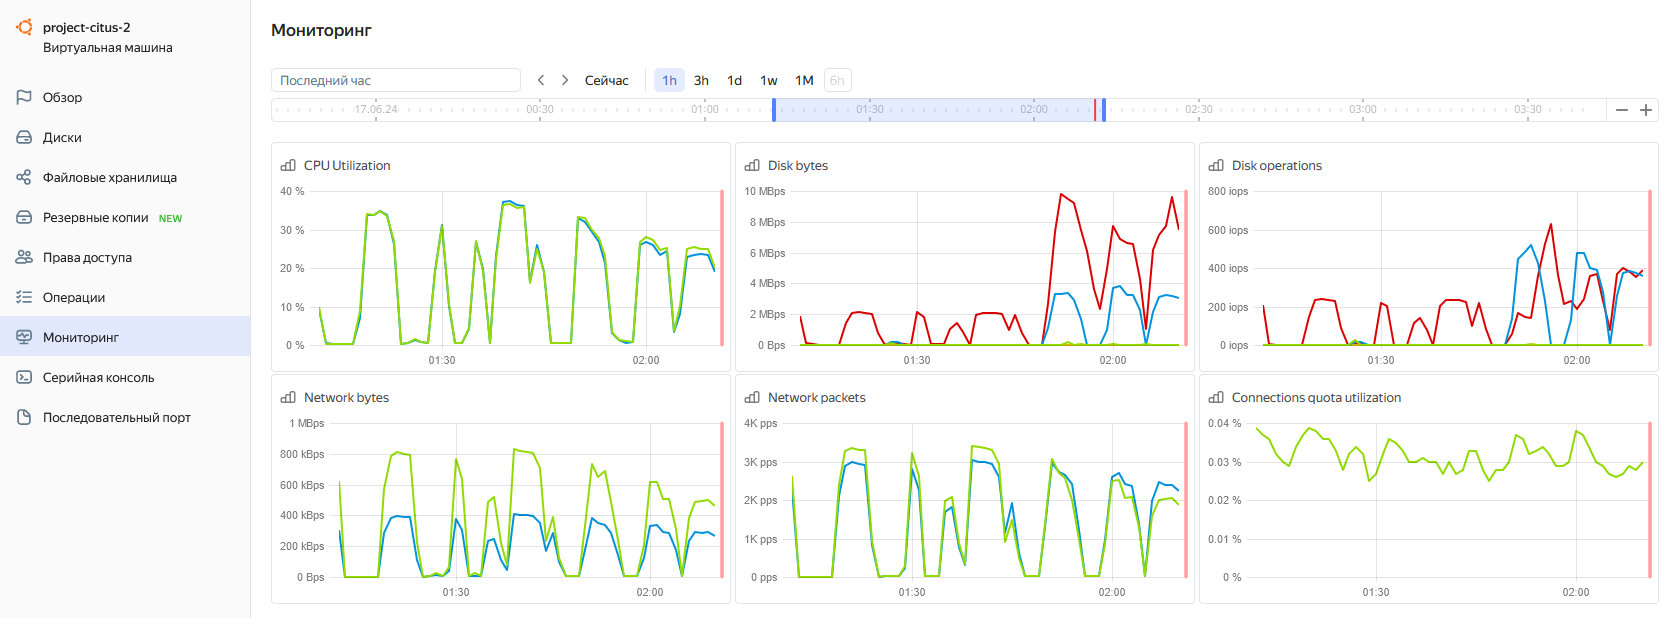 project-citus-2
Виртуальная машина
Обзор
Диски
Файловые хранилища
Резервные копии NEW
Права доступа
Операции
Мониторинг
Серийная консоль
Последовательный порт
Мониторинг
Последний час
Сейчас
1h 3h 1d 1w 1M 6h
17.06.24 00:30 01:00 01:30 02:00 02:30 03:00 03:30
CPU Utilization
40 %
30 %
20 %
10 %
0 %
01:30 02:00
Disk bytes
10 MBps
8 MBps
6 MBps
4 MBps
2 MBps
0 Bps
01:30 02:00
Disk operations
800 iops
600 iops
400 iops
200 iops
0 iops
01:30 02:00
Network bytes
1 MBps
800 kBps
600 kBps
400 kBps
200 kBps
0 Bps
01:30 02:00
Network packets
4K pps
3K pps
2K pps
1K pps
0 pps
01:30 02:00
Connections quota utilization
0.04 %
0.03 %
0.02 %
0.01 %
0 %
01:30 02:00